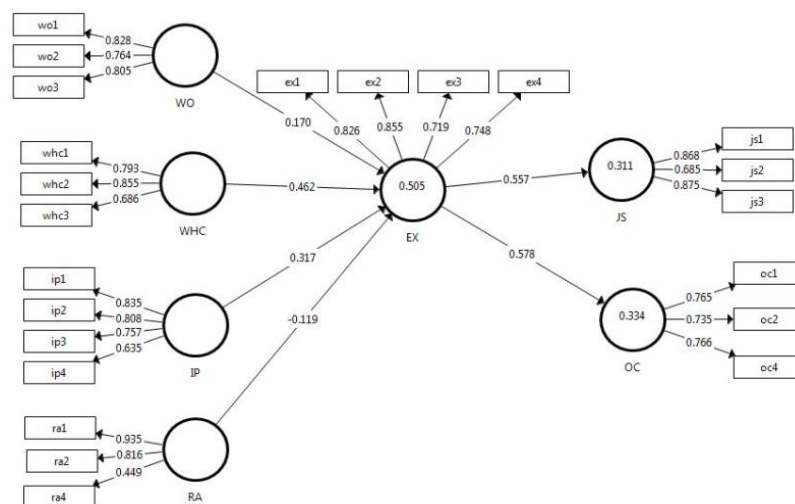 wo1
0.828
wo2
0.764
wo3
0.805
WO
0.170
ex1
ex2
ex3
ex4
0.826
0.855
0.719
0.748
whc1
0.793
whc2
0.855
whc3
0.686
WHC
0.462
0.505
EX
0.557
0.311
JS
0.868
js1
0.685
js2
0.875
js3
ip1
0.835
ip2
0.808
ip3
0.757
ip4
0.635
IP
0.317
0.578
0.334
OC
0.765
oc1
0.735
oc2
0.766
oc4
-0.119
ra1
0.935
ra2
0.816
ra4
0.449
RA